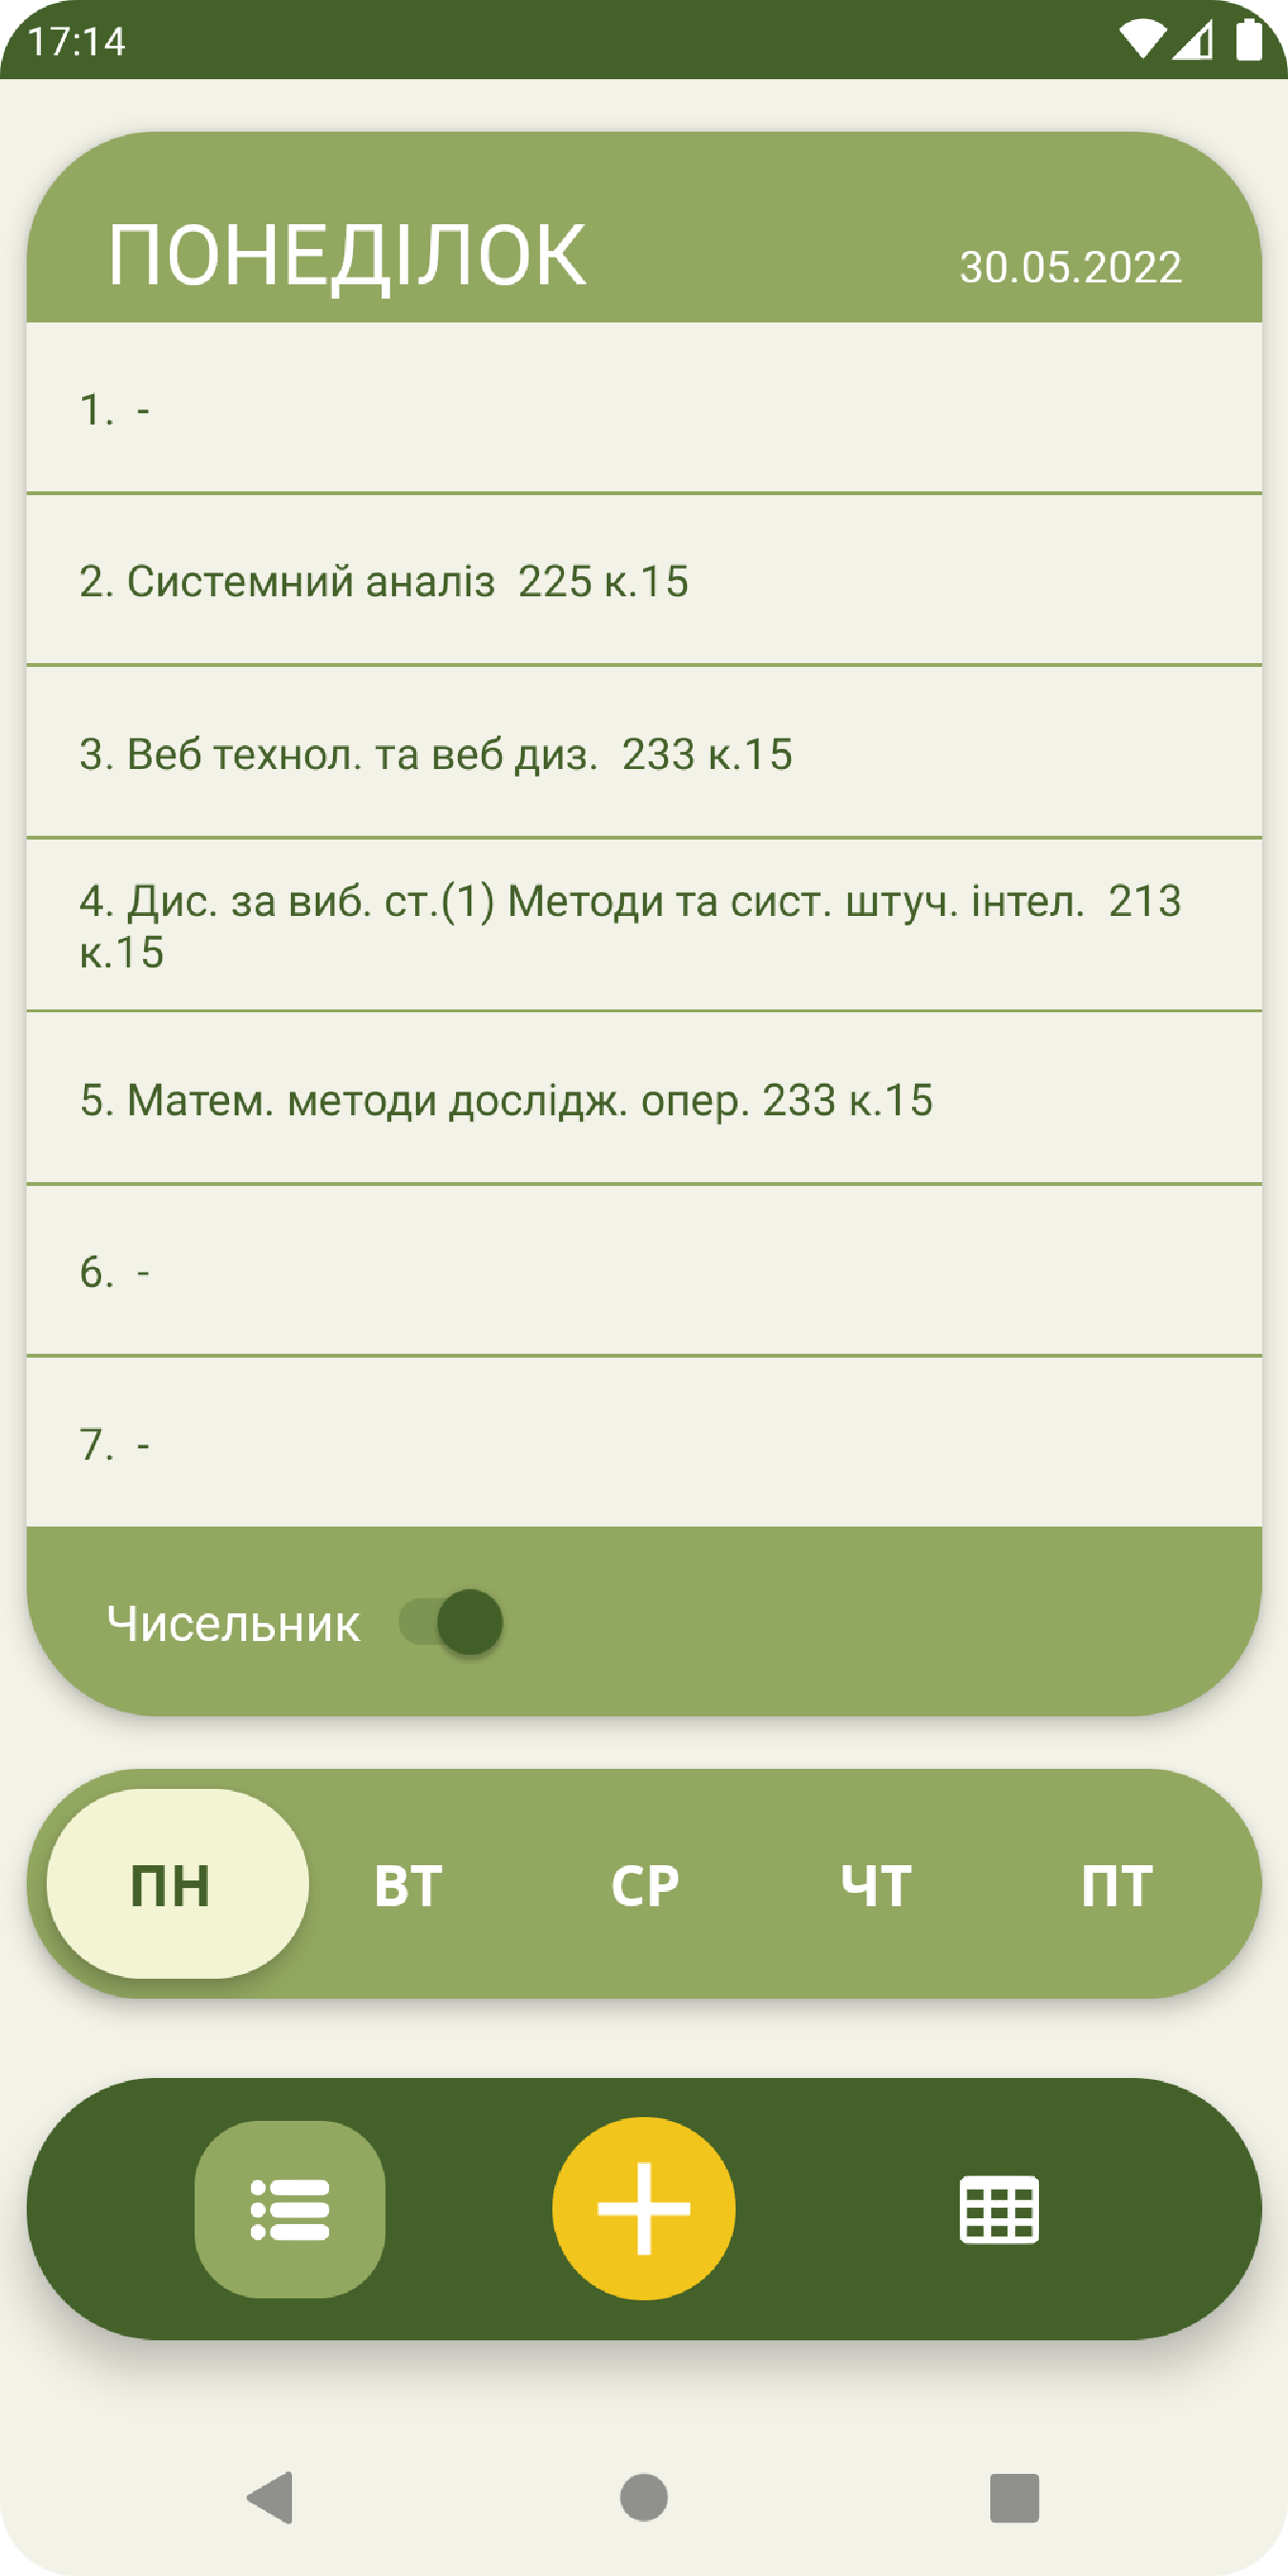 17:14
ПОНЕДІЛОК 30.05.2022
1. -
2. Системний аналіз 225 к.15
3. Веб технол. та веб диз. 233 к.15
4. Дис. за виб. ст.(1) Методи та сист. штуч. інтел. 213
к.15
5. Матем. методи дослідж. опер. 233 к.15
6. -
7. -
Чисельник
ПН ВТ СР ЧТ ПТ